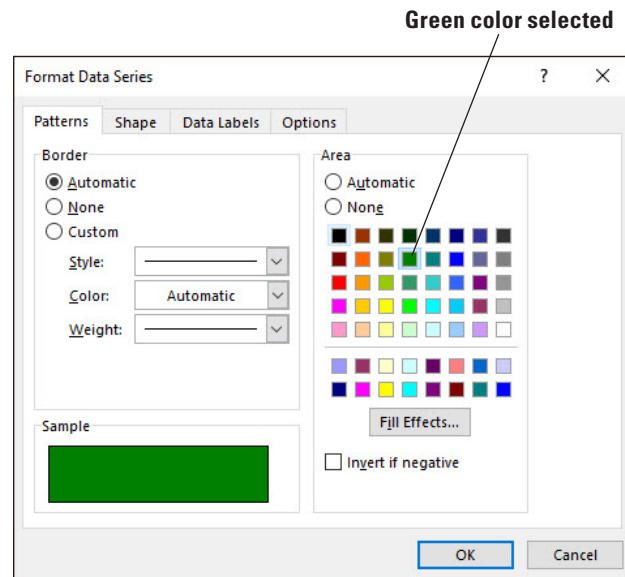 Green color selected
Format Data Series
?
Patterns Shape Data Labels Options
Border
Automatic
None
Custom
Style:
Color: Automatic
Weight:
Sample
Area
Automatic
None
Fill Effects...
Invert if negative
OK Cancel